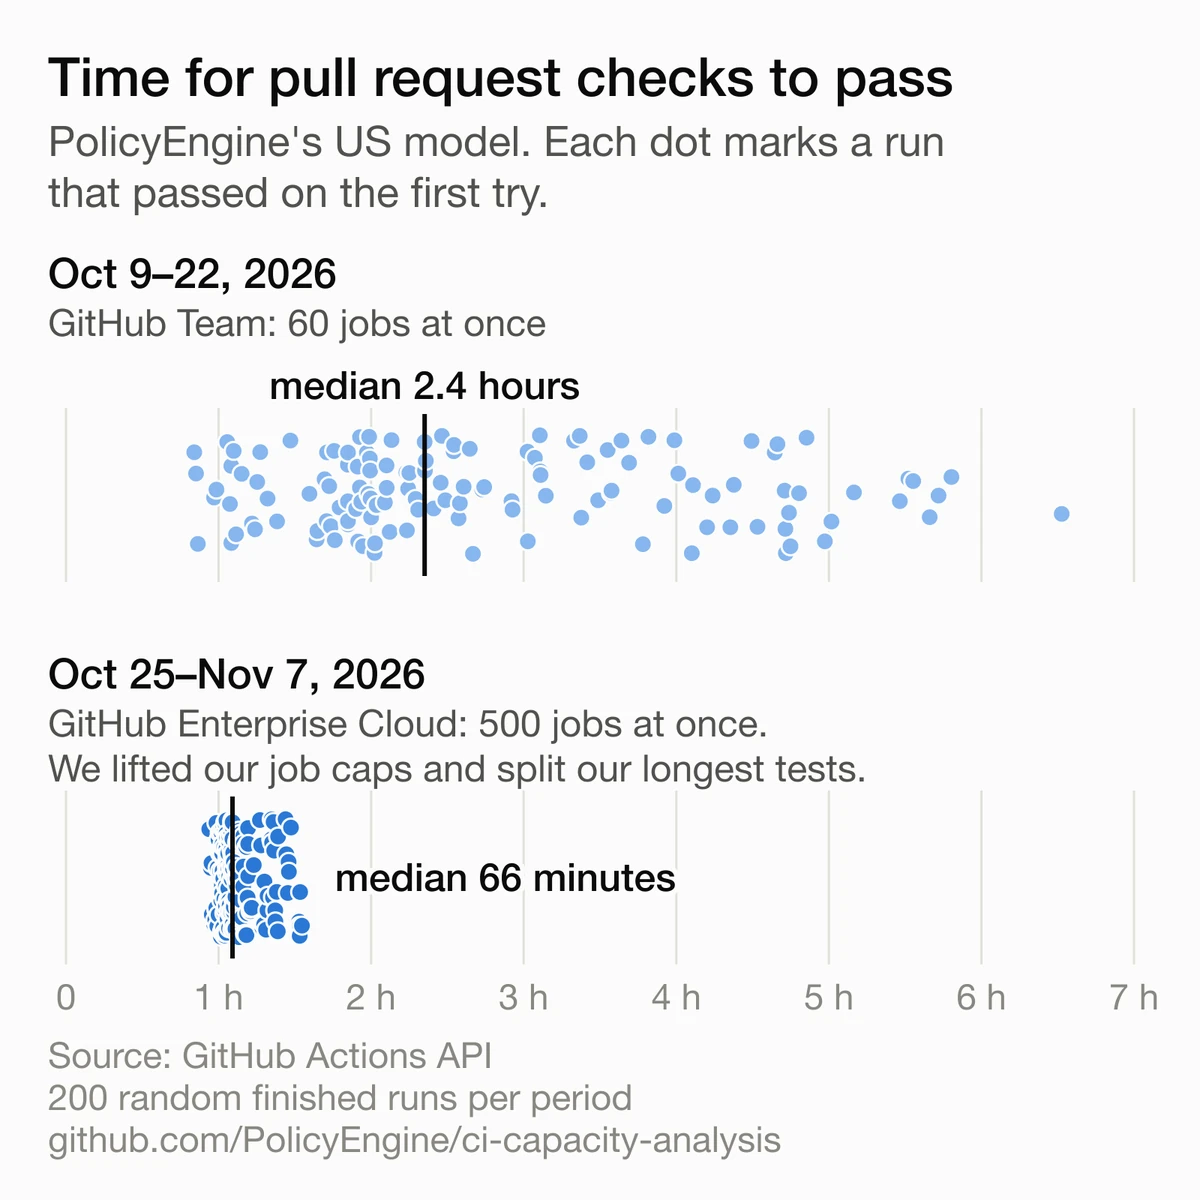 Time for pull request checks to pass
PolicyEngine's US model. Each dot marks a run
that passed on the first try.
Oct 9–22, 2026
GitHub Team: 60 jobs at once
median 2.4 hours
Oct 25–Nov 7, 2026
GitHub Enterprise Cloud: 500 jobs at once.
We lifted our job caps and split our longest tests.
median 66 minutes
0 1 h 2 h 3 h 4 h 5 h 6 h 7 h
Source: GitHub Actions API
200 random finished runs per period
github.com/PolicyEngine/ci-capacity-analysis